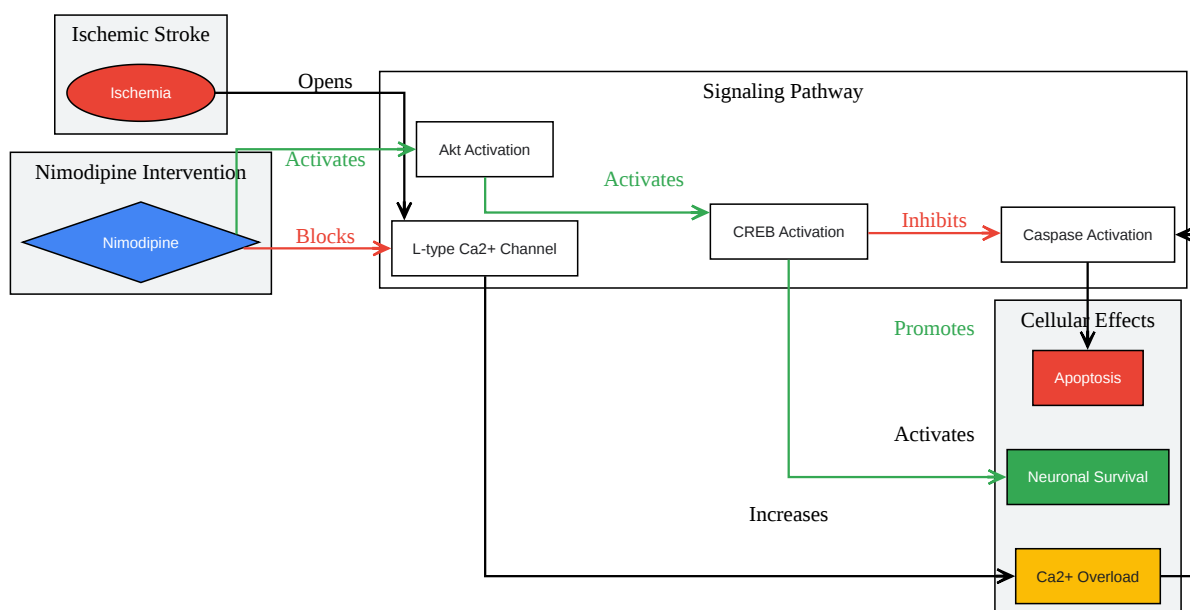 Ischemic Stroke
Ischemia
Opens
Signaling Pathway
Akt Activation
Activates
Activates
Nimodipine Intervention
Nimodipine
Blocks
L-type Ca2+ Channel
CREB Activation
Inhibits
Caspase Activation
Promotes
Cellular Effects
Apoptosis
Activates
Neuronal Survival
Increases
Ca2+ Overload